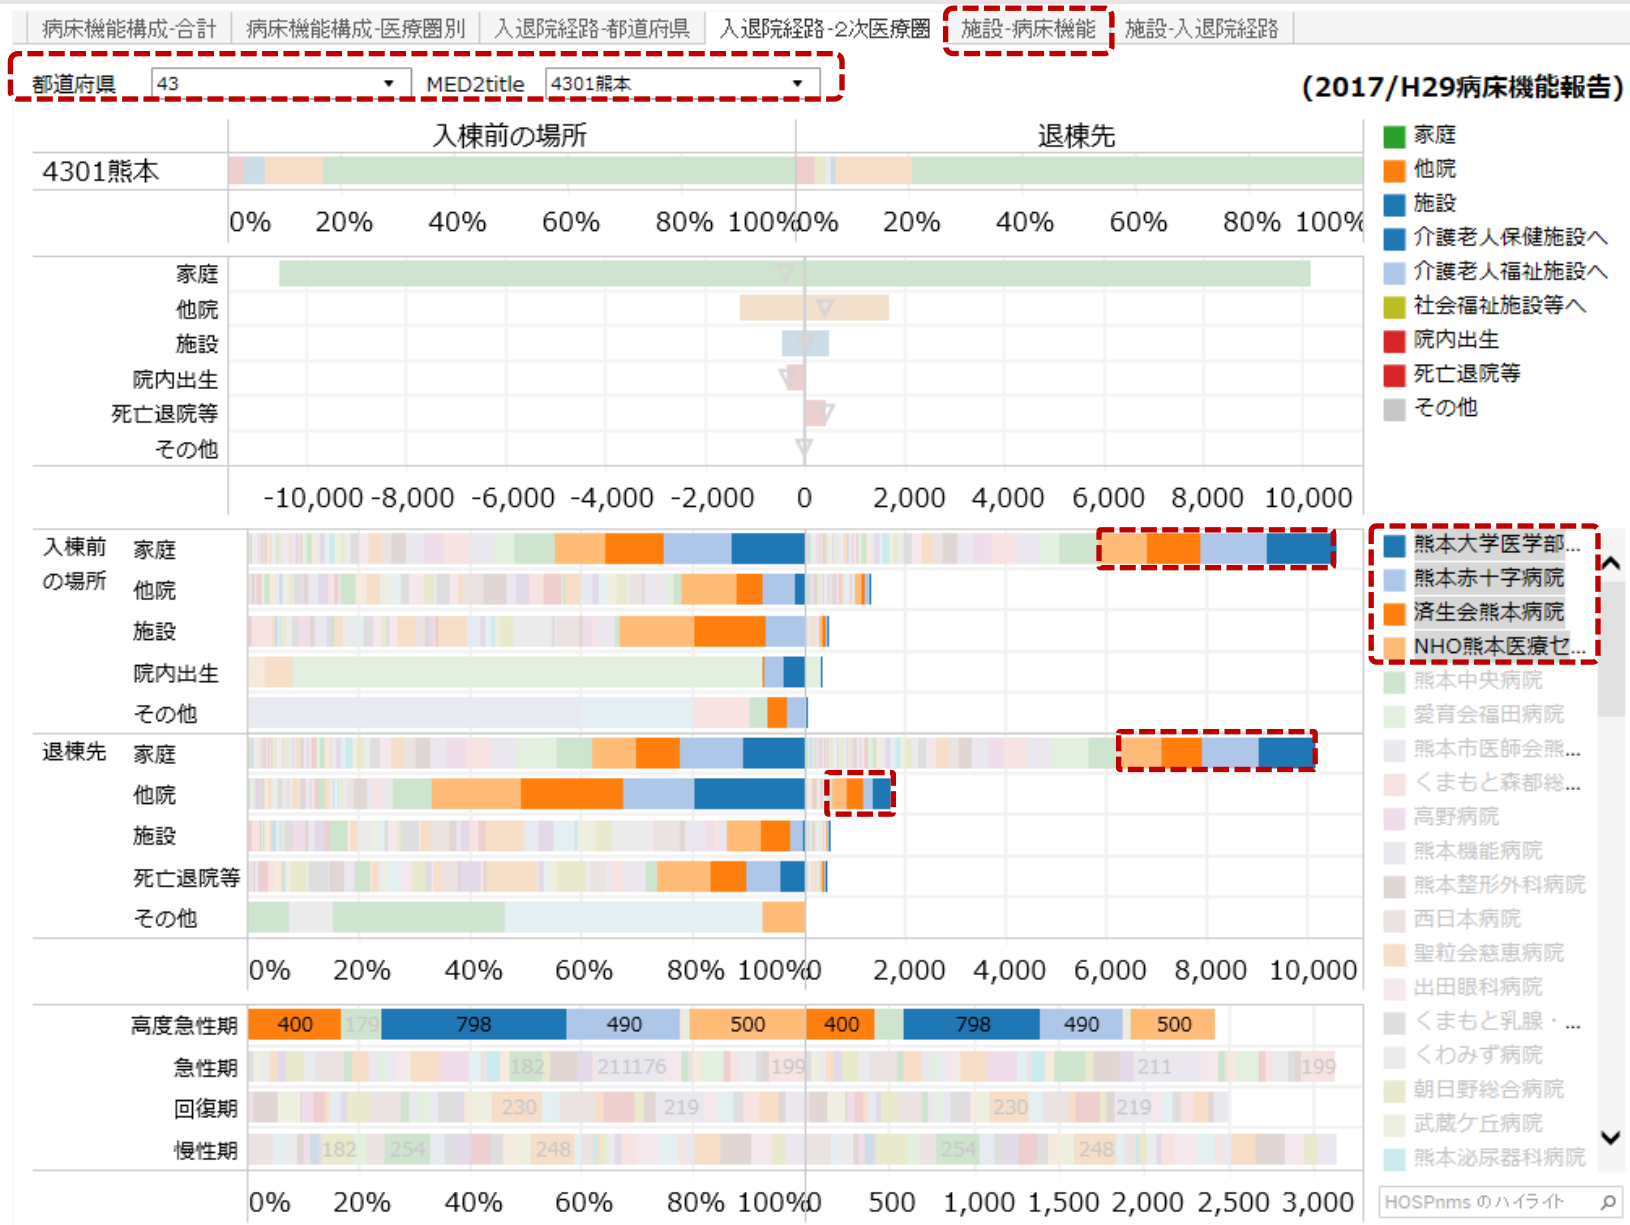 病床機能構成-合計 病床機能構成-医療圏別 入退院経路-都道府県 入退院経路-2次医療圏 施設-病床機能 施設-入退院経路
都道府県 43 MED2title 4301熊本
(2017/H29病床機能報告)
入棟前の場所 退棟先
4301熊本
0% 20% 40% 60% 80% 100% 0% 20% 40% 60% 80% 100%
家庭
他院
施設
院内出生
死亡退院等
その他
-10,000 -8,000 -6,000 -4,000 -2,000 0 2,000 4,000 6,000 8,000 10,000
家庭
他院
施設
介護老人保健施設へ
介護老人福祉施設へ
社会福祉施設等へ
院内出生
死亡退院等
その他
入棟前の場所
家庭
他院
施設
院内出生
その他
退棟先
家庭
他院
施設
死亡退院等
その他
0% 20% 40% 60% 80% 100% 0 2,000 4,000 6,000 8,000 10,000
高度急性期 400 179 798 490 500 400 798 490 500
急性期 182 211 176 199 211 199
回復期 230 219 230 219
慢性期 182 254 248 254 248
0% 20% 40% 60% 80% 100% 0 500 1,000 1,500 2,000 2,500 3,000
熊本大学医学部...
熊本赤十字病院
済生会熊本病院
NHO熊本医療セ...
熊本中央病院
愛育会福田病院
熊本市医師会熊...
くまもと森都総...
高野病院
熊本機能病院
熊本整形外科病院
西日本病院
聖粒会慈恵病院
出田眼科病院
くまもと乳腺・...
くわみず病院
朝日野総合病院
武蔵ケ丘病院
熊本泌尿器科病院
HOSPnms のハイライト